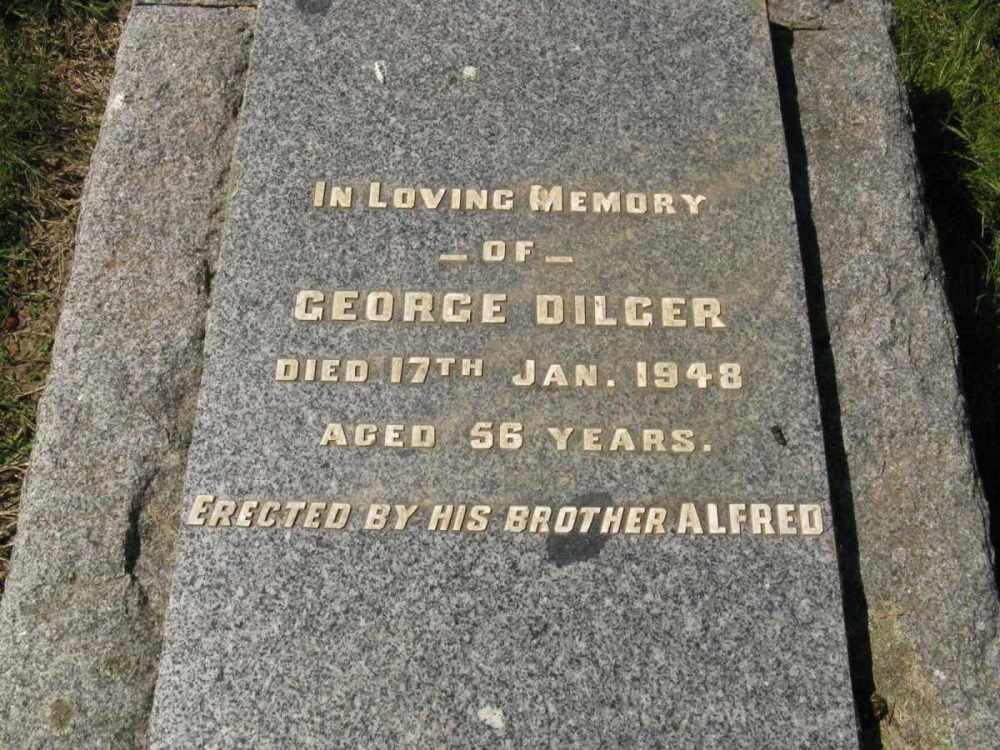 IN LOVING MEMORY
— OF —
GEORGE DILGER
DIED 17TH JAN. 1948
AGED 56 YEARS.
ERECTED BY HIS BROTHER ALFRED